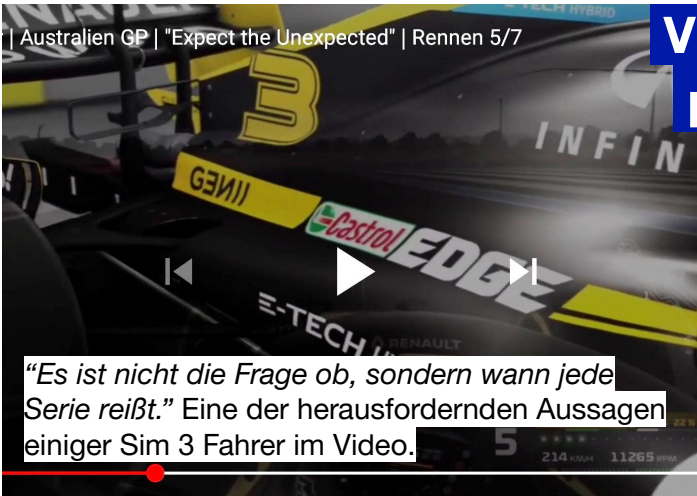 | Australien GP | "Expect the Unexpected" | Rennen 5/7
E-TECH HYBRID
V
3
INFIN
GENII
Castrol EDGE
E-TECH
RENAULT
“Es ist nicht die Frage ob, sondern wann jede
Serie reißt.” Eine der herausfordernden Aussagen
einiger Sim 3 Fahrer im Video.
22%
5
214 KM/H 11265 RPM